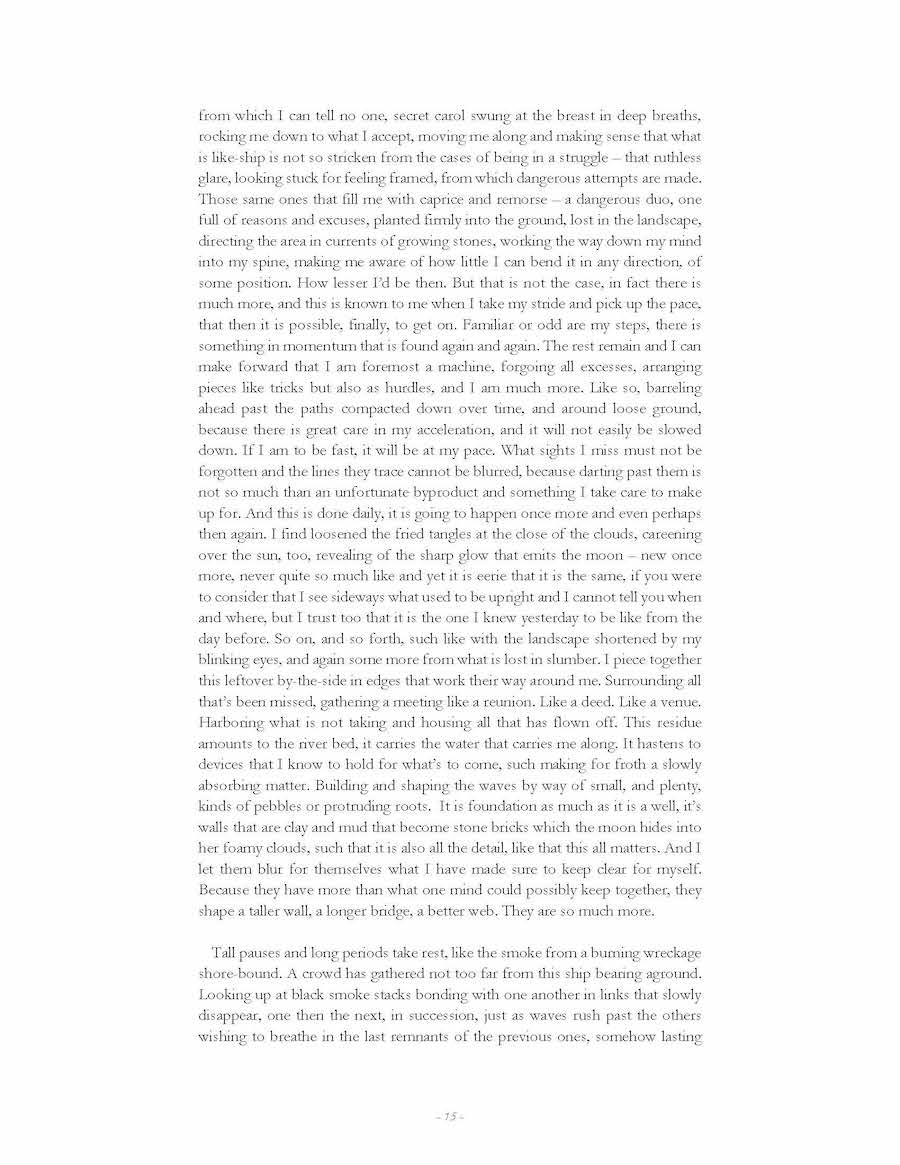 from which I can tell no one, secret carol swung at the breast in deep breaths,
rocking me down to what I accept, moving me along and making sense that what
is like-ship is not so stricken from the cases of being in a struggle – that ruthless
glare, looking stuck for feeling framed, from which dangerous attempts are made.
Those same ones that fill me with caprice and remorse – a dangerous duo, one
full of reasons and excuses, planted firmly into the ground, lost in the landscape,
directing the area in currents of growing stones, working the way down my mind
into my spine, making me aware of how little I can bend it in any direction, of
some position. How lesser I'd be then. But that is not the case, in fact there is
much more, and this is known to me when I take my stride and pick up the pace,
that then it is possible, finally, to get on. Familiar or odd are my steps, there is
something in momentum that is found again and again. The rest remain and I can
make forward that I am foremost a machine, forgoing all excesses, arranging
pieces like tricks but also as hurdles, and I am much more. Like so, barreling
ahead past the paths compacted down over time, and around loose ground,
because there is great care in my acceleration, and it will not easily be slowed
down. If I am to be fast, it will be at my pace. What sights I miss must not be
forgotten and the lines they trace cannot be blurred, because darting past them is
not so much than an unfortunate byproduct and something I take care to make
up for. And this is done daily, it is going to happen once more and even perhaps
then again. I find loosened the fried tangles at the close of the clouds, careening
over the sun, too, revealing of the sharp glow that emits the moon – new once
more, never quite so much like and yet it is eerie that it is the same, if you were
to consider that I see sideways what used to be upright and I cannot tell you when
and where, but I trust too that it is the one I knew yesterday to be like from the
day before. So on, and so forth, such like with the landscape shortened by my
blinking eyes, and again some more from what is lost in slumber. I piece together
this leftover by-the-side in edges that work their way around me. Surrounding all
that's been missed, gathering a meeting like a reunion. Like a deed. Like a venue.
Harboring what is not taking and housing all that has flown off. This residue
amounts to the river bed, it carries the water that carries me along. It hastens to
devices that I know to hold for what's to come, such making for froth a slowly
absorbing matter. Building and shaping the waves by way of small, and plenty,
kinds of pebbles or protruding roots.  It is foundation as much as it is a well, it's
walls that are clay and mud that become stone bricks which the moon hides into
her foamy clouds, such that it is also all the detail, like that this all matters. And I
let them blur for themselves what I have made sure to keep clear for myself.
Because they have more than what one mind could possibly keep together, they
shape a taller wall, a longer bridge, a better web. They are so much more.
Tall pauses and long periods take rest, like the smoke from a burning wreckage
shore-bound. A crowd has gathered not too far from this ship bearing aground.
Looking up at black smoke stacks bonding with one another in links that slowly
disappear, one then the next, in succession, just as waves rush past the others
wishing to breathe in the last remnants of the previous ones, somehow lasting
- 15 -